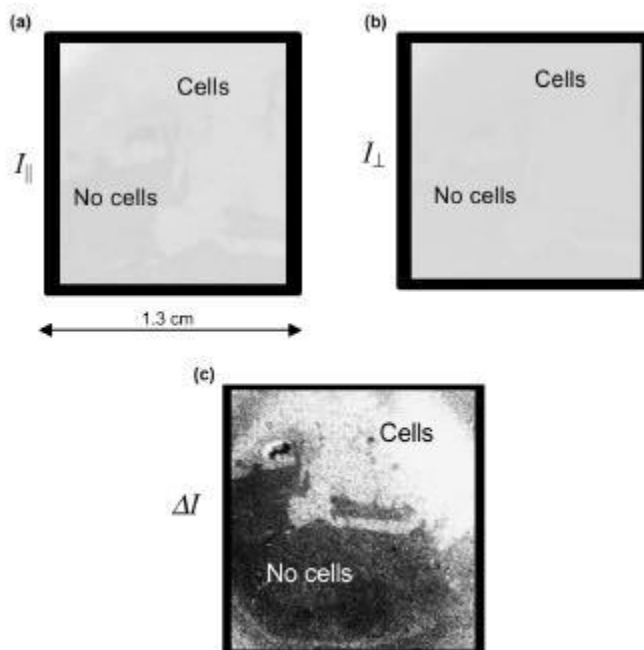 (a)
Cells
I∥
No cells
1.3 cm
(b)
Cells
I⊥
No cells
(c)
Cells
ΔI
No cells